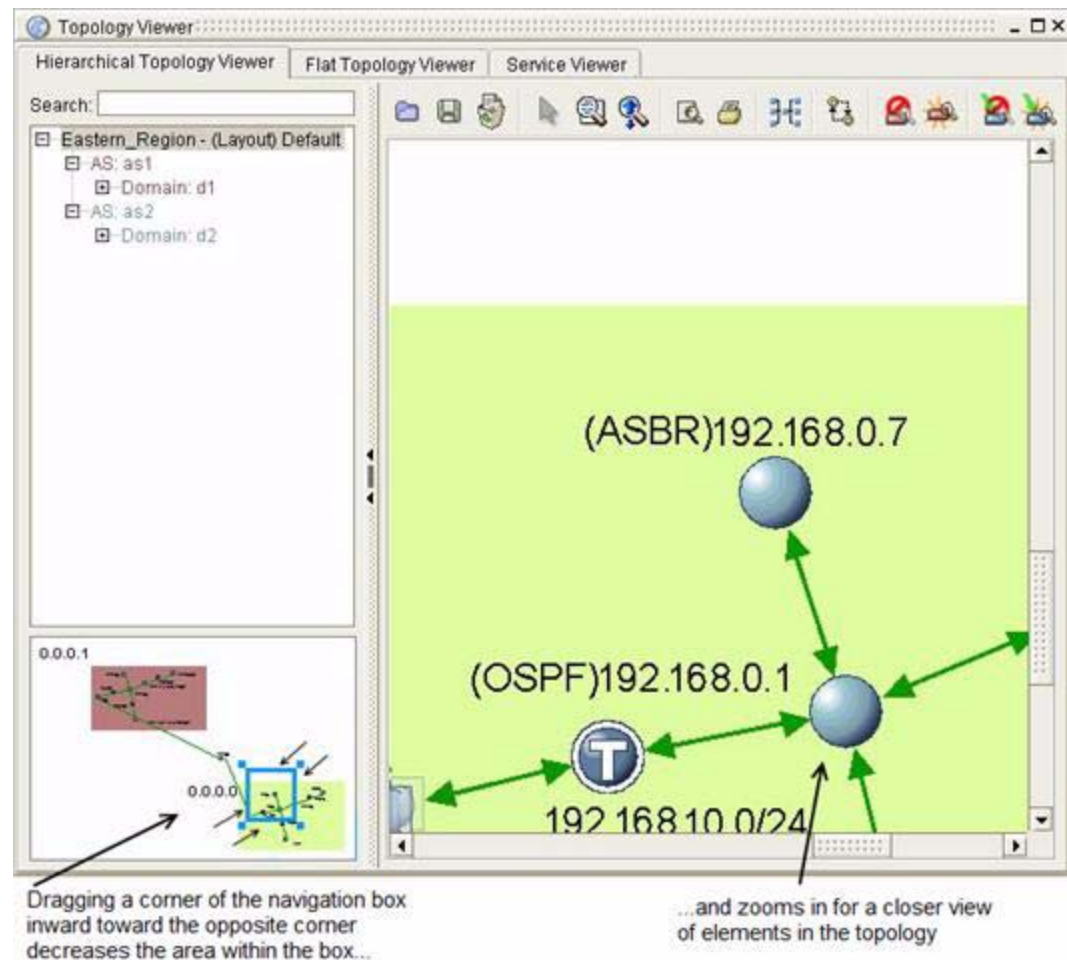 Topology Viewer
Hierarchical Topology Viewer
Flat Topology Viewer
Service Viewer
Search:
Eastern_Region - (Layout) Default
AS: as1
Domain: d1
AS: as2
Domain: d2
(ASBR)192.168.0.7
(OSPF)192.168.0.1
T
192.168.10.0/24
0.0.0.1
0.0.0.0
Dragging a corner of the navigation box
inward toward the opposite corner
decreases the area within the box...
...and zooms in for a closer view
of elements in the topology